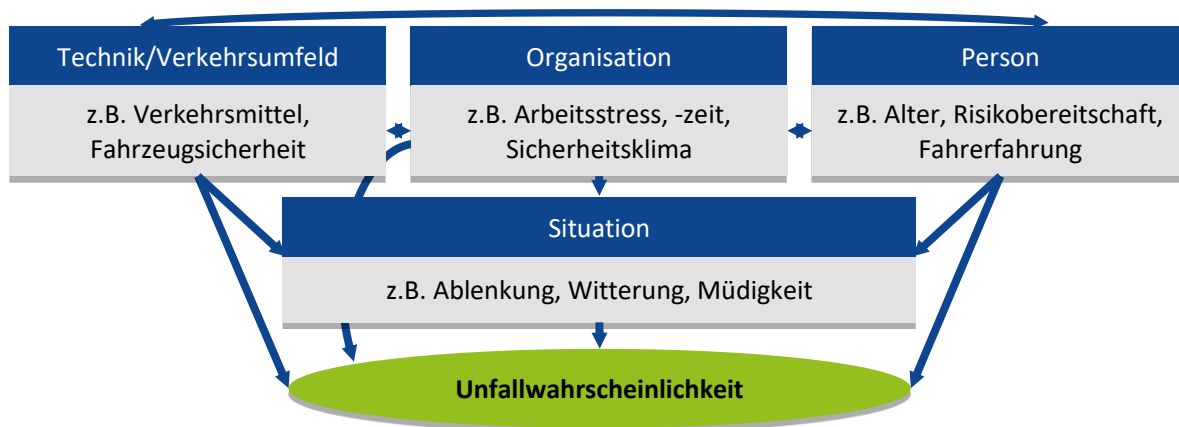 Technik/Verkehrsumfeld
z.B. Verkehrsmittel,
Fahrzeugsicherheit
Organisation
z.B. Arbeitsstress, -zeit,
Sicherheitsklima
Person
z.B. Alter, Risikobereitschaft,
Fahrerfahrung
Situation
z.B. Ablenkung, Witterung, Müdigkeit
Unfallwahrscheinlichkeit